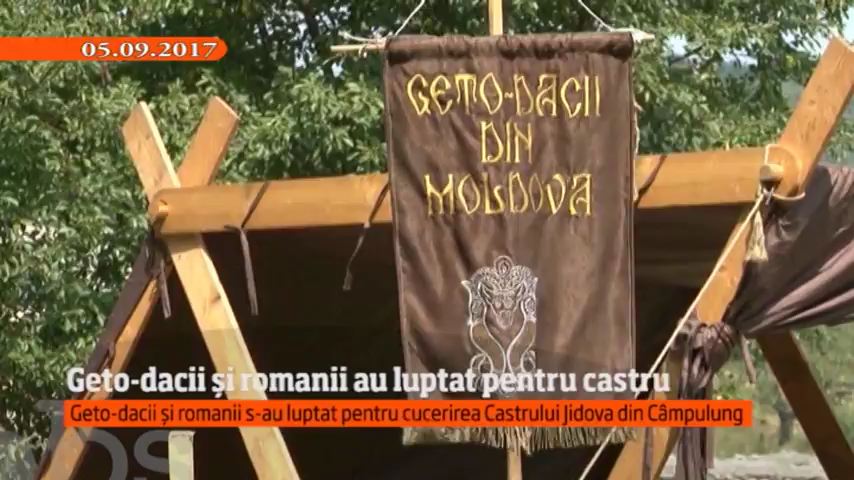 05.09.2017
GETO-DACII
DIN
MOLDOVA
Geto-dacii și romanii au luptat pentru castru
Geto-dacii și romanii s-au luptat pentru cucerirea Castrului Jidova din Câmpulung